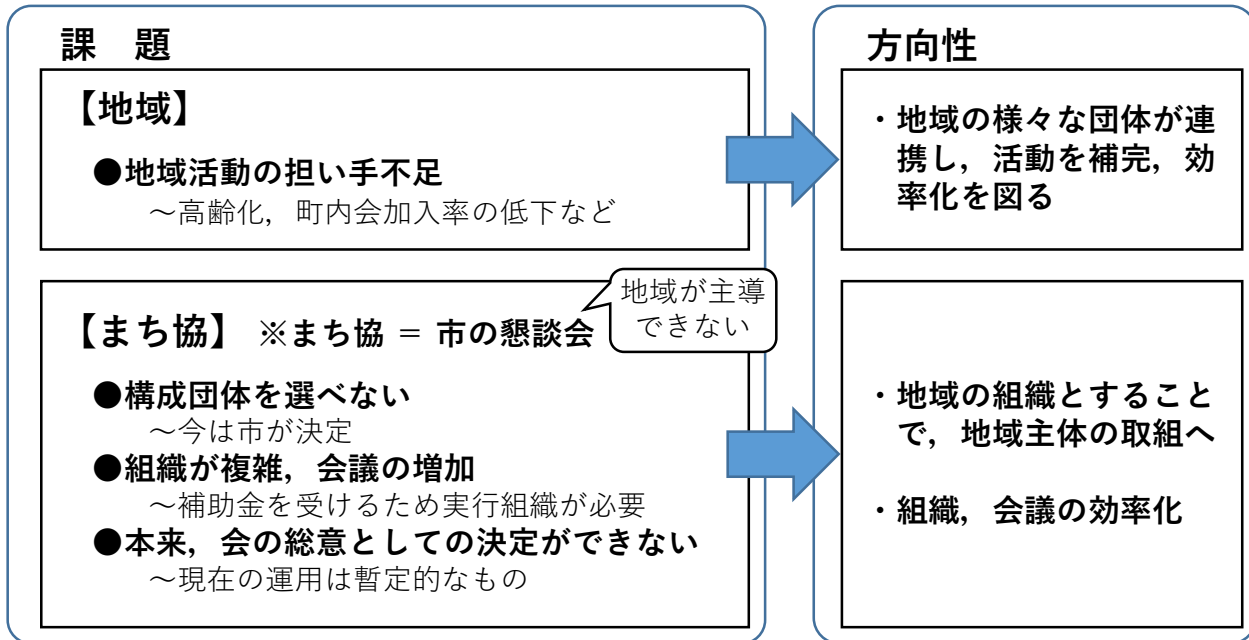 課　題
【地域】
●地域活動の担い手不足
～高齢化，町内会加入率の低下など
【まち協】 ※まち協 ＝ 市の懇談会
地域が主導
できない
●構成団体を選べない
～今は市が決定
●組織が複雑，会議の増加
～補助金を受けるため実行組織が必要
●本来，会の総意としての決定ができない
～現在の運用は暫定的なもの
方向性
・地域の様々な団体が連
携し，活動を補完，効
率化を図る
・地域の組織とすること
で，地域主体の取組へ
・組織，会議の効率化